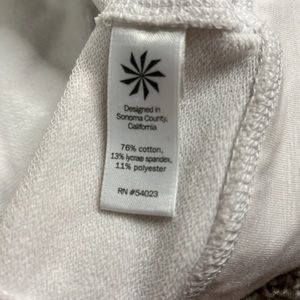 Designed in
Sonoma County,
California
76% cotton,
13% lycra® spandex,
11% polyester
RN #54023